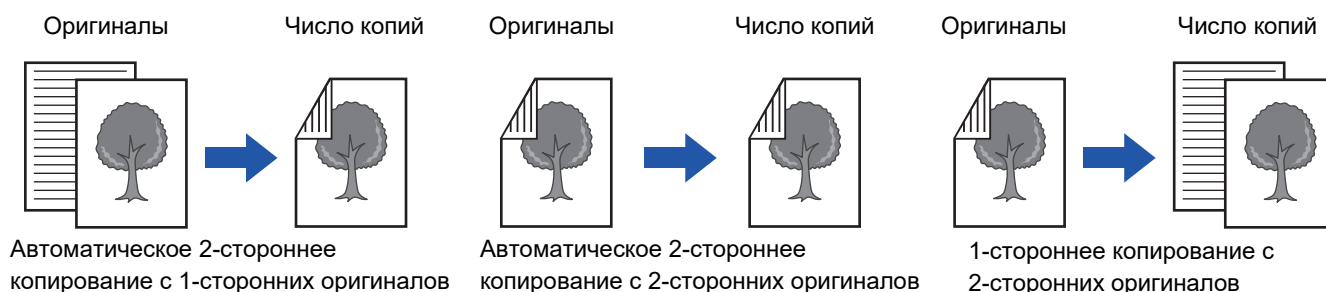 Оригиналы
Число копий
Оригиналы
Число копий
Оригиналы
Число копий
Автоматическое 2-стороннее
копирование с 1-сторонних оригиналов
Автоматическое 2-стороннее
копирование с 2-сторонних оригиналов
1-стороннее копирование с
2-сторонних оригиналов